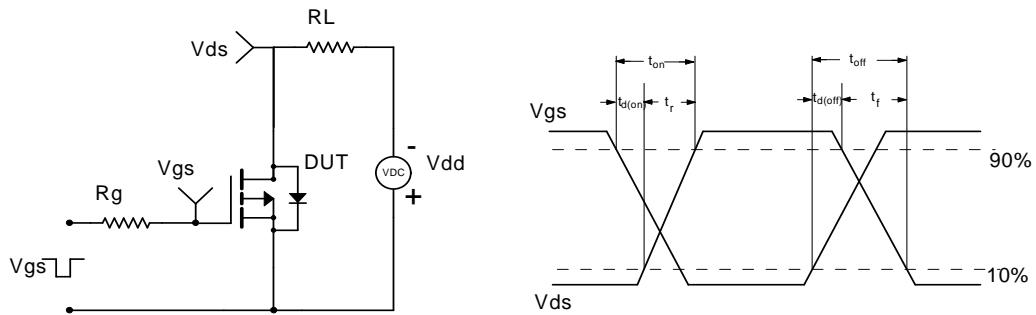 RL
Vds
Vgs
DUT
-
VDC
Vdd
+
Rg
Vgs
ton
toff
td(on)
tr
td(off)
tf
Vgs
90%
10%
Vds